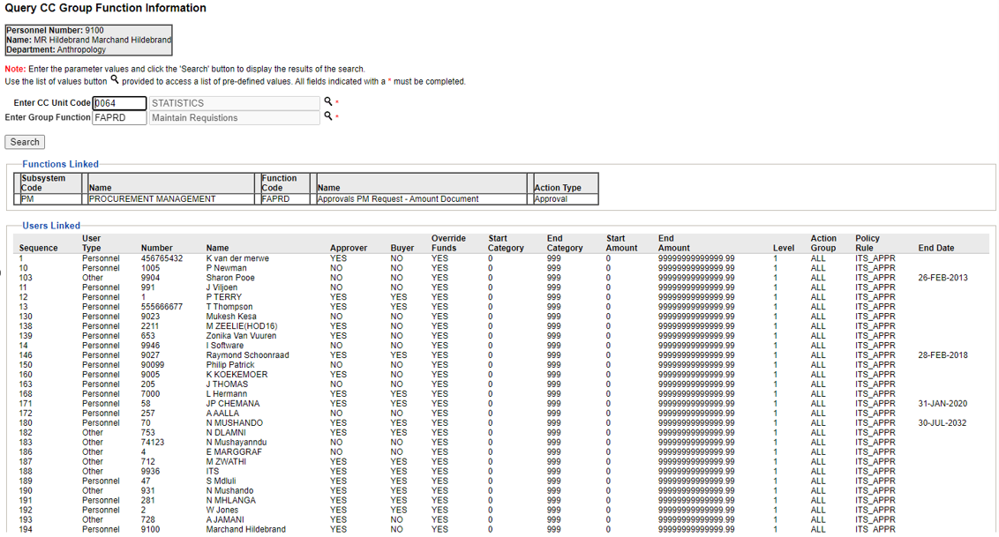 Query CC Group Function Information
Personnel Number: 9100
Name: MR Hildebrand Marchand Hildebrand
Department: Anthropology
Note: Enter the parameter values and click the 'Search' button to display the results of the search.
Use the list of values button provided to access a list of pre-defined values. All fields indicated with a * must be completed.
Enter CC Unit Code 0064 STATISTICS *
Enter Group Function FAPRD Maintain Requistions *
Search
Functions Linked
Subsystem Code Name Function Code Name Action Type
PM PROCUREMENT MANAGEMENT FAPRD Approvals PM Request - Amount Document Approval
Users Linked
Sequence User Type Number Name Approver Buyer Override Funds Start Category End Category Start Amount End Amount Level Action Group Policy Rule End Date
1 Personnel 456765432 K van der merwe YES NO YES 0 999 0 99999999999999.99 1 ALL ITS_APPR
10 Personnel 1005 P Newman NO NO YES 0 999 0 99999999999999.99 1 ALL ITS_APPR
103 Other 9904 Sharon Pooe NO NO YES 0 999 0 99999999999999.99 1 ALL ITS_APPR 26-FEB-2013
11 Personnel 991 J Viljoen NO NO YES 0 999 0 99999999999999.99 1 ALL ITS_APPR
12 Personnel 1 P TERRY YES YES YES 0 999 0 99999999999999.99 1 ALL ITS_APPR
13 Personnel 555666677 T Thompson YES YES YES 0 999 0 99999999999999.99 1 ALL ITS_APPR
130 Personnel 9023 Mukesh Kesa NO NO YES 0 999 0 99999999999999.99 1 ALL ITS_APPR
138 Personnel 2211 M ZEELIE(HOD16) YES NO YES 0 999 0 99999999999999.99 1 ALL ITS_APPR
139 Personnel 653 Zonika Van Vuuren YES NO YES 0 999 0 99999999999999.99 1 ALL ITS_APPR
14 Personnel 9946 I Software NO NO YES 0 999 0 99999999999999.99 1 ALL ITS_APPR
146 Personnel 9027 Raymond Schoonraad YES YES YES 0 999 0 99999999999999.99 1 ALL ITS_APPR 28-FEB-2018
150 Personnel 90099 Philip Patrick NO NO YES 0 999 0 99999999999999.99 1 ALL ITS_APPR
160 Personnel 9005 K KOEKEMOER YES NO YES 0 999 0 99999999999999.99 1 ALL ITS_APPR
163 Personnel 205 J THOMAS NO NO YES 0 999 0 99999999999999.99 1 ALL ITS_APPR
168 Personnel 7000 L Hermann YES YES YES 0 999 0 99999999999999.99 1 ALL ITS_APPR
171 Personnel 58 JP CHEMANA YES YES YES 0 999 0 99999999999999.99 1 ALL ITS_APPR 31-JAN-2020
172 Personnel 257 A AALLA NO NO YES 0 999 0 99999999999999.99 1 ALL ITS_APPR
180 Personnel 70 N MUSHANDO YES YES YES 0 999 0 99999999999999.99 1 ALL ITS_APPR 30-JUL-2032
182 Other 753 N DLAMNI YES YES YES 0 999 0 99999999999999.99 1 ALL ITS_APPR
183 Other 74123 N Mushayanndu NO NO YES 0 999 0 99999999999999.99 1 ALL ITS_APPR
186 Other 4 E MARGGRAF NO NO YES 0 999 0 99999999999999.99 1 ALL ITS_APPR
187 Other 712 M ZWATHI YES YES YES 0 999 0 99999999999999.99 1 ALL ITS_APPR
188 Other 9936 ITS YES YES YES 0 999 0 99999999999999.99 1 ALL ITS_APPR
189 Personnel 47 S Mdluli YES YES YES 0 999 0 99999999999999.99 1 ALL ITS_APPR
190 Other 931 N Mushando YES YES YES 0 999 0 99999999999999.99 1 ALL ITS_APPR
191 Personnel 281 N MHLANGA YES YES YES 0 999 0 99999999999999.99 1 ALL ITS_APPR
192 Personnel 2 W Jones YES YES YES 0 999 0 99999999999999.99 1 ALL ITS_APPR
193 Other 728 A JAMANI YES NO YES 0 999 0 99999999999999.99 1 ALL ITS_APPR
194 Personnel 9100 Marchand Hildebrand YES NO YES 0 999 0 99999999999999.99 1 ALL ITS_APPR